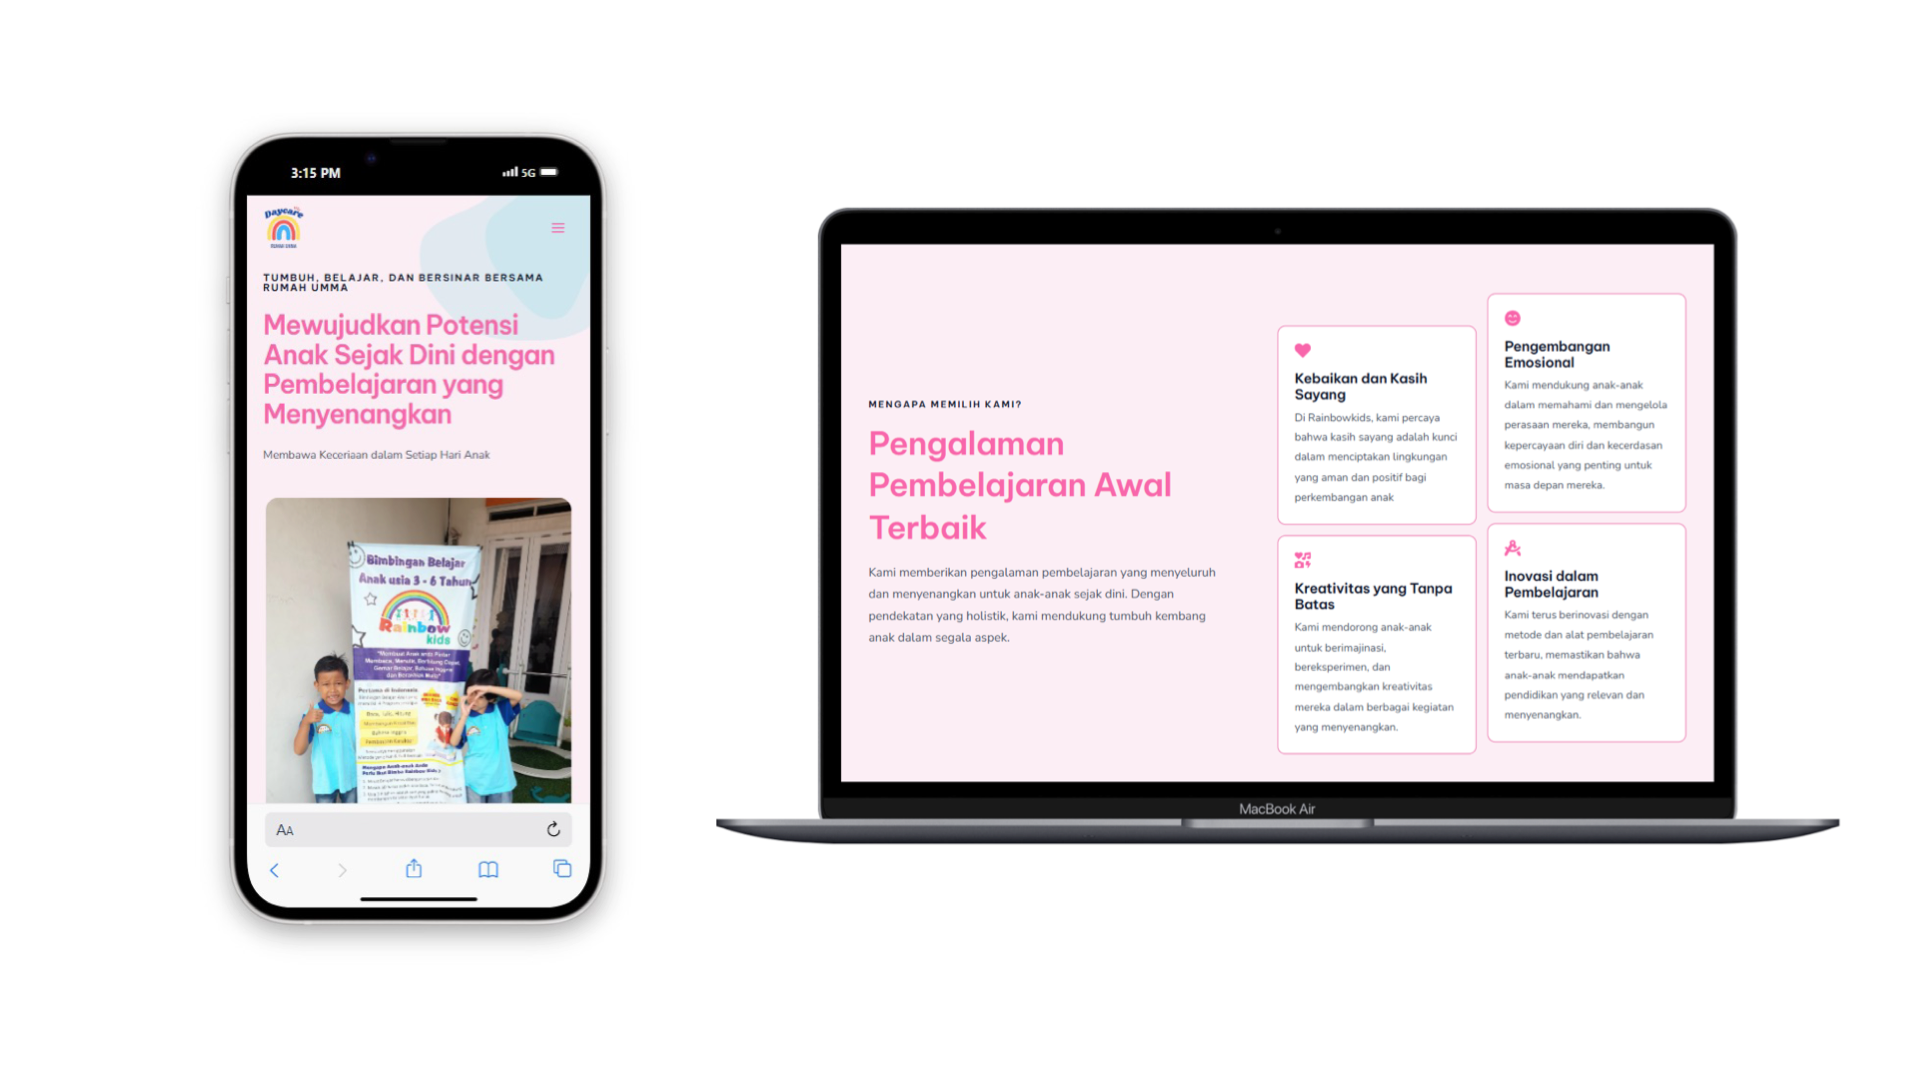 3:15 PM
5G
Daycare
RUMAH UMMA
TUMBUH, BELAJAR, DAN BERSINAR BERSAMA
RUMAH UMMA
Mewujudkan Potensi
Anak Sejak Dini dengan
Pembelajaran yang
Menyenangkan
Membawa Keceriaan dalam Setiap Hari Anak
Bimbingan Belajar
Anak usia 3 - 6 Tahun
Rainbow
kids
AA
MENGAPA MEMILIH KAMI?
Pengalaman
Pembelajaran Awal
Terbaik
Kami memberikan pengalaman pembelajaran yang menyeluruh
dan menyenangkan untuk anak-anak sejak dini. Dengan
pendekatan yang holistik, kami mendukung tumbuh kembang
anak dalam segala aspek.
Kebaikan dan Kasih
Sayang
Di Rainbowkids, kami percaya
bahwa kasih sayang adalah kunci
dalam menciptakan lingkungan
yang aman dan positif bagi
perkembangan anak
Pengembangan
Emosional
Kami mendukung anak-anak
dalam memahami dan mengelola
perasaan mereka, membangun
kepercayaan diri dan kecerdasan
emosional yang penting untuk
masa depan mereka.
Kreativitas yang Tanpa
Batas
Kami mendorong anak-anak
untuk berimajinasi,
bereksperimen, dan
mengembangkan kreativitas
mereka dalam berbagai kegiatan
yang menyenangkan.
Inovasi dalam
Pembelajaran
Kami terus berinovasi dengan
metode dan alat pembelajaran
terbaru, memastikan bahwa
anak-anak mendapatkan
pendidikan yang relevan dan
menyenangkan.
MacBook Air